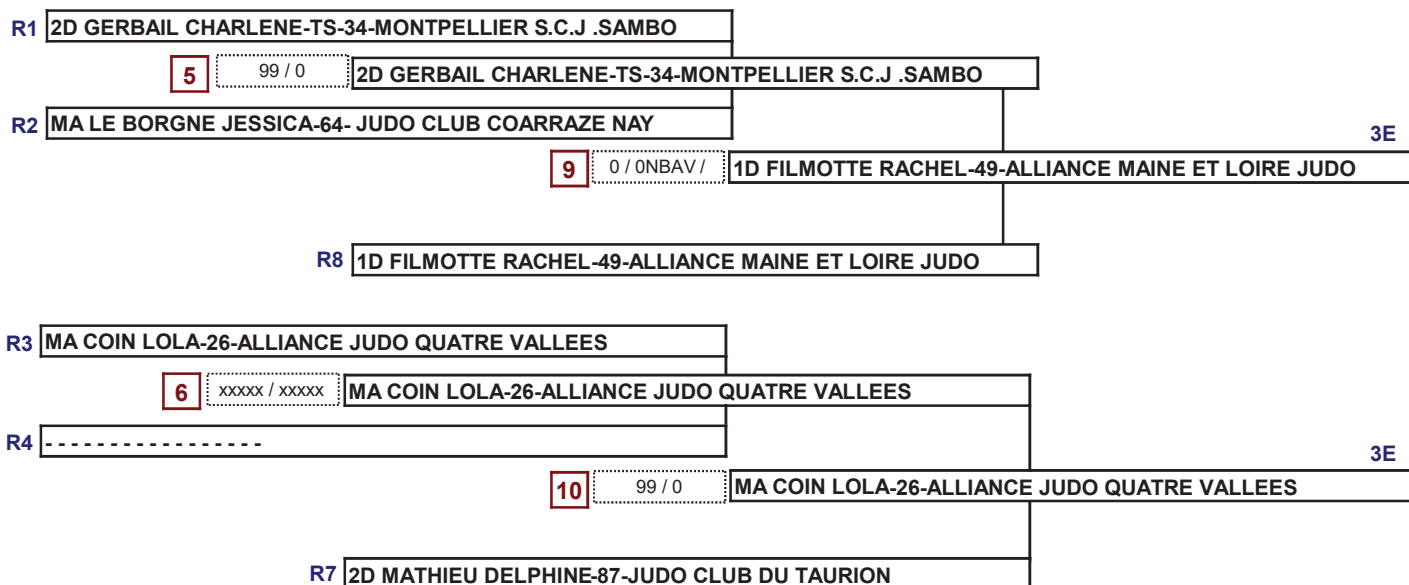 R1 2D GERBAIL CHARLENE-TS-34-MONTPELLIER S.C.J .SAMBO
5 99 / 0 2D GERBAIL CHARLENE-TS-34-MONTPELLIER S.C.J .SAMBO
R2 MA LE BORGNE JESSICA-64- JUDO CLUB COARRAZE NAY
3E
9 0 / 0NBAV / 1D FILMOTTE RACHEL-49-ALLIANCE MAINE ET LOIRE JUDO
R8 1D FILMOTTE RACHEL-49-ALLIANCE MAINE ET LOIRE JUDO
R3 MA COIN LOLA-26-ALLIANCE JUDO QUATRE VALLEES
6 xxxxx / xxxxx MA COIN LOLA-26-ALLIANCE JUDO QUATRE VALLEES
R4 - - - - - - - - - - - - - - - - -
3E
10 99 / 0 MA COIN LOLA-26-ALLIANCE JUDO QUATRE VALLEES
R7 2D MATHIEU DELPHINE-87-JUDO CLUB DU TAURION